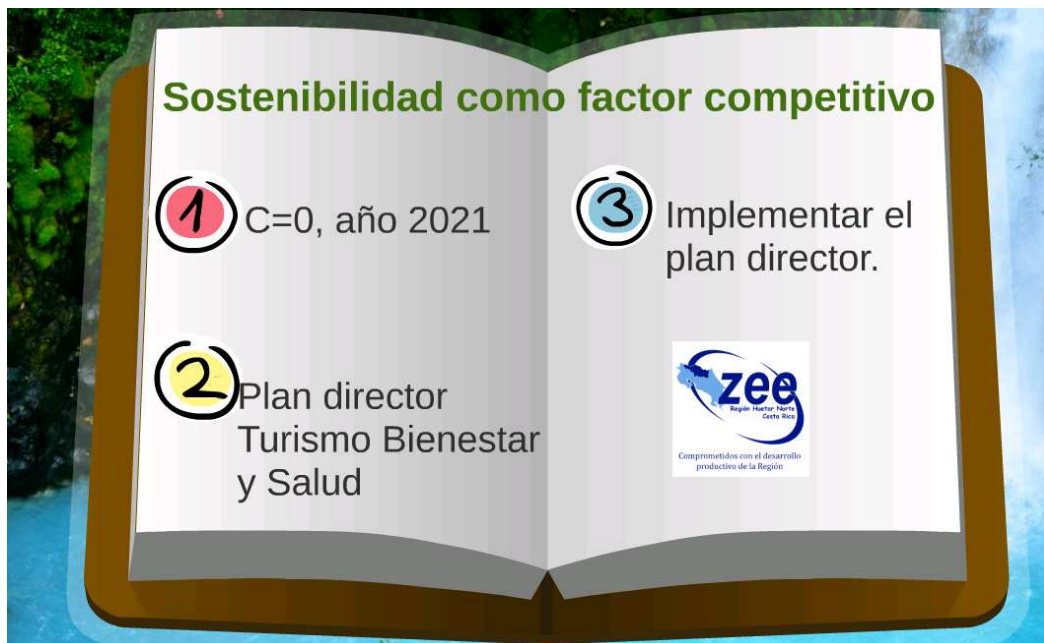 Sostenibilidad como factor competitivo
1
C=0, año 2021
2
Plan director
Turismo Bienestar
y Salud
3
Implementar el
plan director.
zee
Región Huetar Norte
Costa Rica
Comprometidos con el desarrollo
productivo de la Región